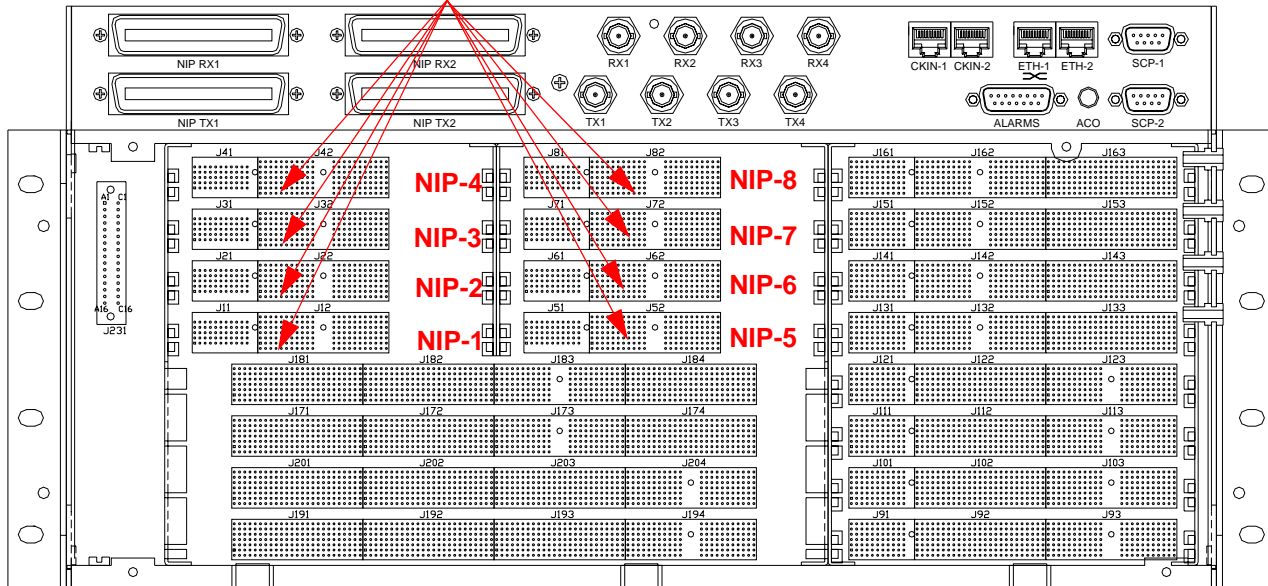 NIP RX1 NIP RX2 RX1 RX2 RX3 RX4 CKIN-1 CKIN-2 ETH-1 ETH-2 SCP-1
NIP TX1 NIP TX2 TX1 TX2 TX3 TX4 ALARMS ACO SCP-2
J41 J42 J81 J82 J161 J162 J163
NIP-4 NIP-8
A1 C1
J31 J32 J71 J72 J151 J152 J153
NIP-3 NIP-7
J21 J22 J61 J62 J141 J142 J143
NIP-2 NIP-6
J11 J12 J51 J52 J131 J132 J133
A16 C16
J231
NIP-1 NIP-5
J181 J182 J183 J184 J121 J122 J123
J171 J172 J173 J174 J111 J112 J113
J201 J202 J203 J204 J101 J102 J103
J191 J192 J193 J194 J91 J92 J93